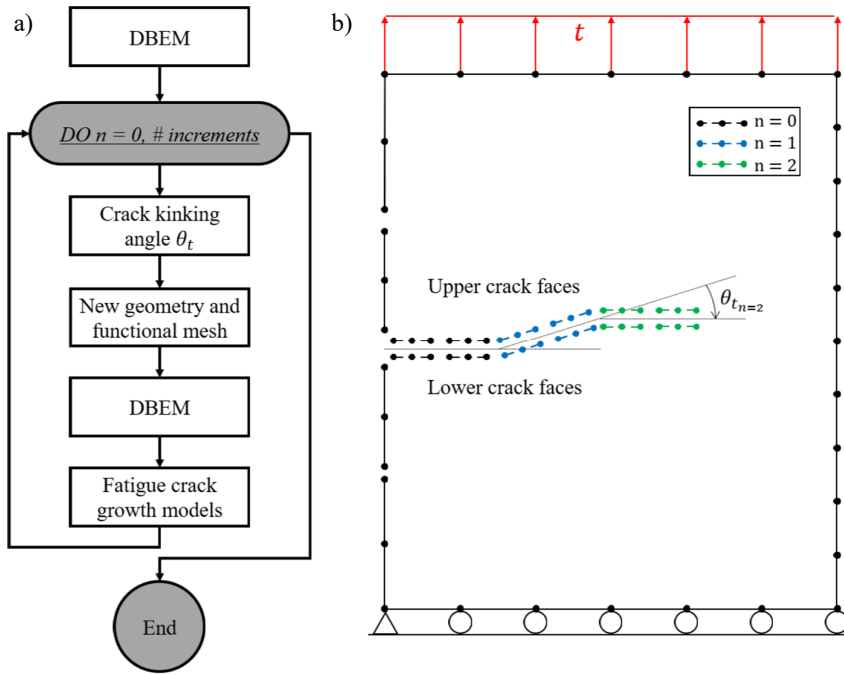 a)
DBEM
DO n = 0, # increments
Crack kinking
angle θₜ
New geometry and
functional mesh
DBEM
Fatigue crack
growth models
End
b)
t
n = 0
n = 1
n = 2
Upper crack faces
θₜₙ₌₂
Lower crack faces